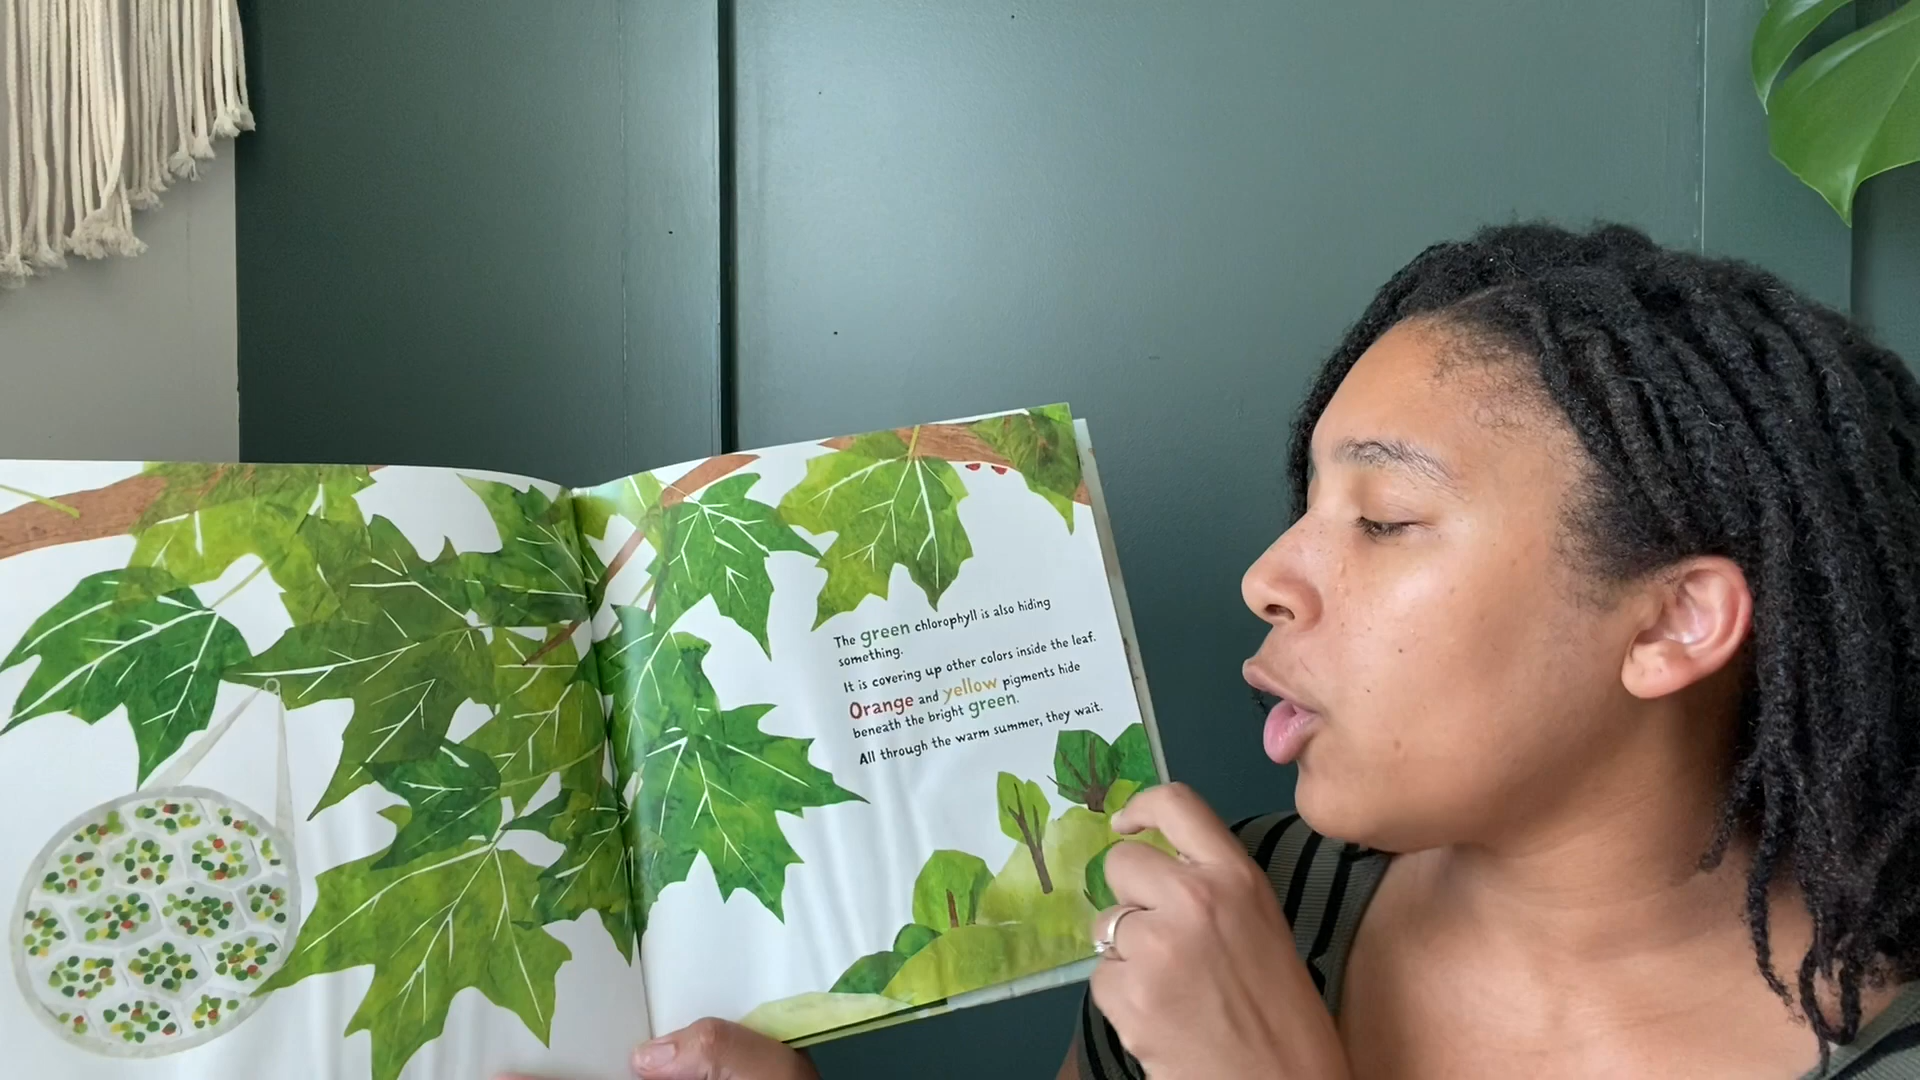 The green chlorophyll is also hiding
something.
It is covering up other colors inside the leaf.
Orange and yellow pigments hide
beneath the bright green.
All through the warm summer, they wait.